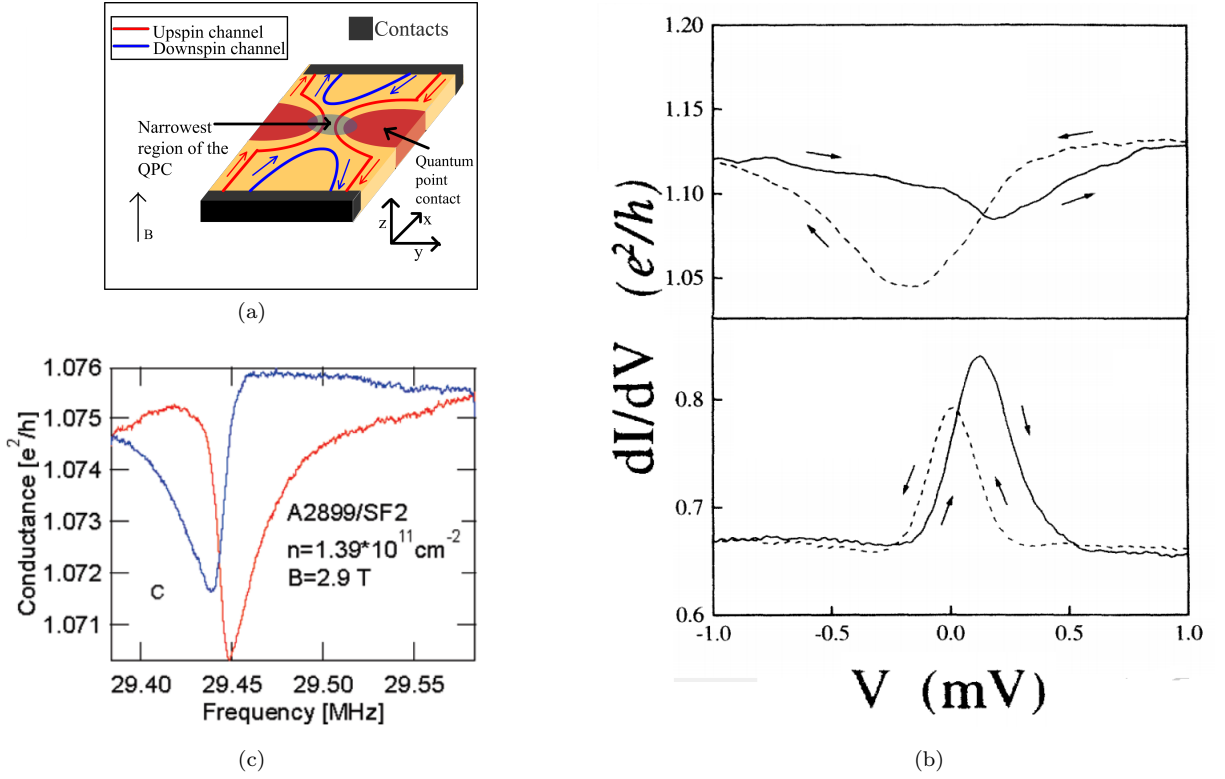 Upspin channel
Downspin channel
Contacts
Narrowest
region of the
QPC
Quantum
point
contact
B
z
x
y
(a)
1.076
1.075
1.074
1.073
1.072
1.071
Conductance [e²/h]
A2899/SF2
n=1.39*10¹¹cm⁻²
B=2.9 T
C
29.40 29.45 29.50 29.55
Frequency [MHz]
(c)
1.20
1.15
1.10
1.05
dI/dV (e²/h)
0.8
0.7
0.6
-1.0 -0.5 0.0 0.5 1.0
V (mV)
(b)